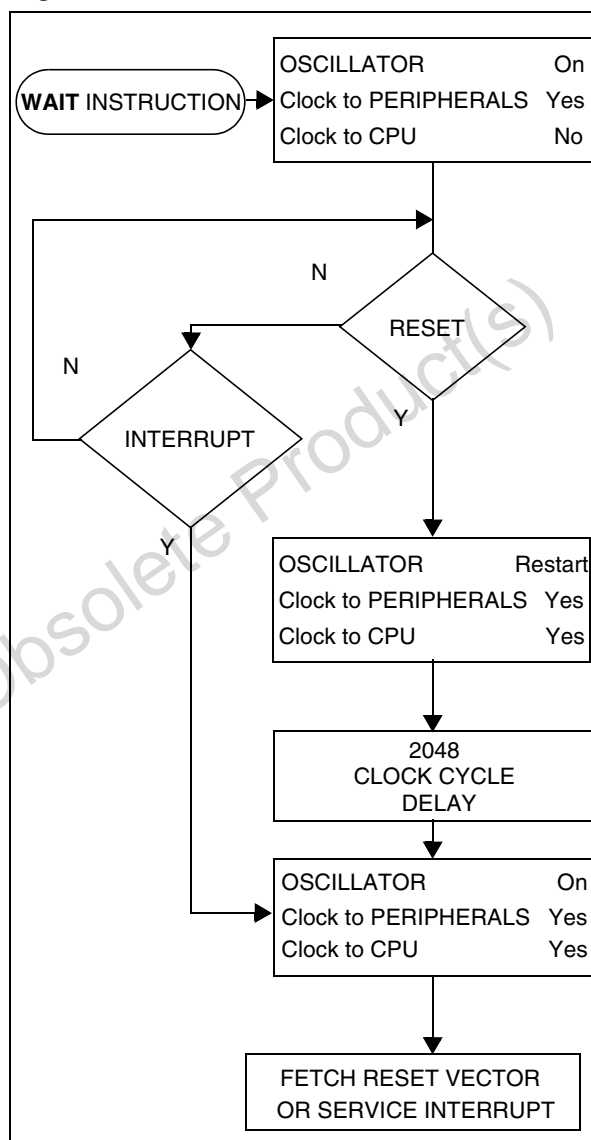 WAIT INSTRUCTION
OSCILLATOR On
Clock to PERIPHERALS Yes
Clock to CPU No
N
RESET
N
INTERRUPT
Y
Y
OSCILLATOR Restart
Clock to PERIPHERALS Yes
Clock to CPU Yes
2048
CLOCK CYCLE
DELAY
OSCILLATOR On
Clock to PERIPHERALS Yes
Clock to CPU Yes
FETCH RESET VECTOR
OR SERVICE INTERRUPT
Obsolete Product(s)